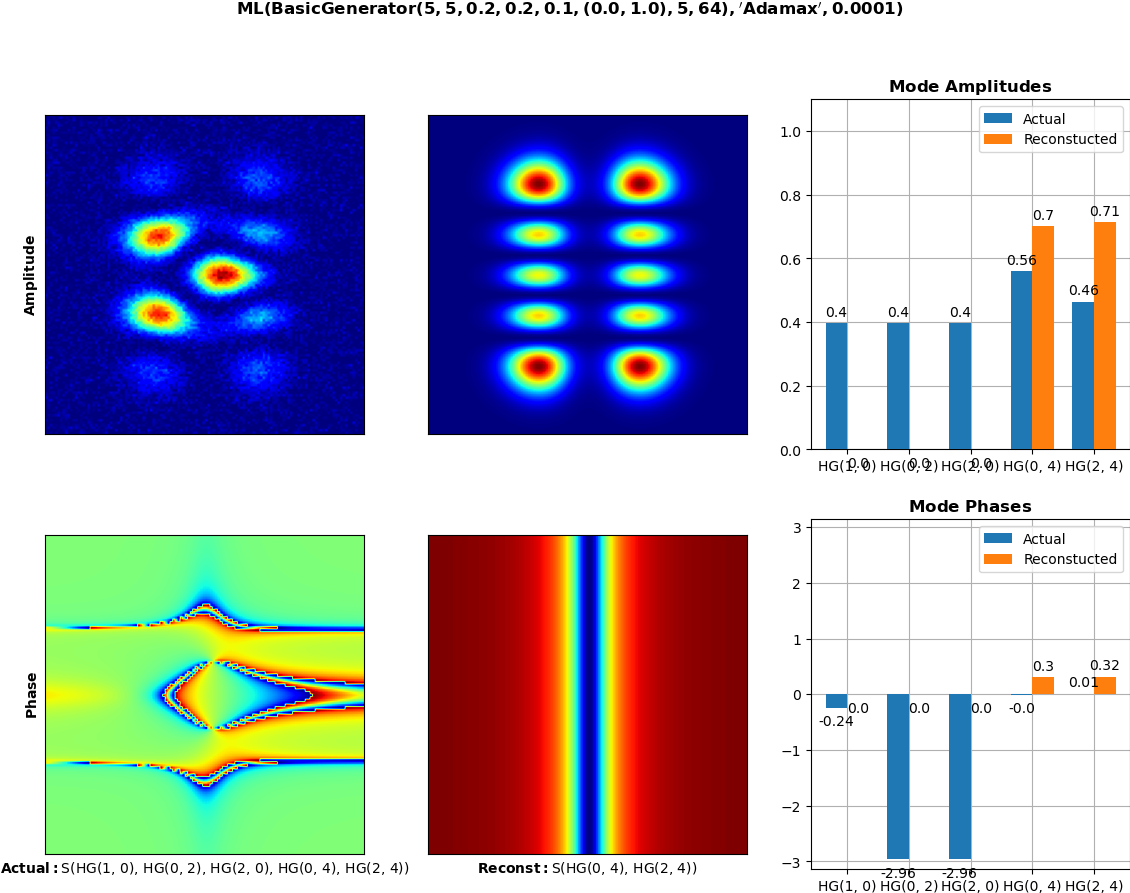 ML(BasicGenerator(5, 5, 0.2, 0.2, 0.1, (0.0, 1.0), 5, 64), ′Adamax′, 0.0001)
Amplitude
Mode Amplitudes
Actual
Reconstucted
1.0
0.8
0.6
0.4
0.2
0.0
0.4
0.4
0.4
0.56
0.7
0.46
0.71
0.0
0.0
0.0
HG(1, 0) HG(0, 2) HG(2, 0) HG(0, 4) HG(2, 4)
Phase
Mode Phases
Actual
Reconstucted
3
2
1
0
−1
−2
−3
-0.24
0.0
-2.96
0.0
-2.96
0.0
-0.0
0.3
0.01
0.32
HG(1, 0) HG(0, 2) HG(2, 0) HG(0, 4) HG(2, 4)
Actual: S(HG(1, 0), HG(0, 2), HG(2, 0), HG(0, 4), HG(2, 4))
Reconst: S(HG(0, 4), HG(2, 4))